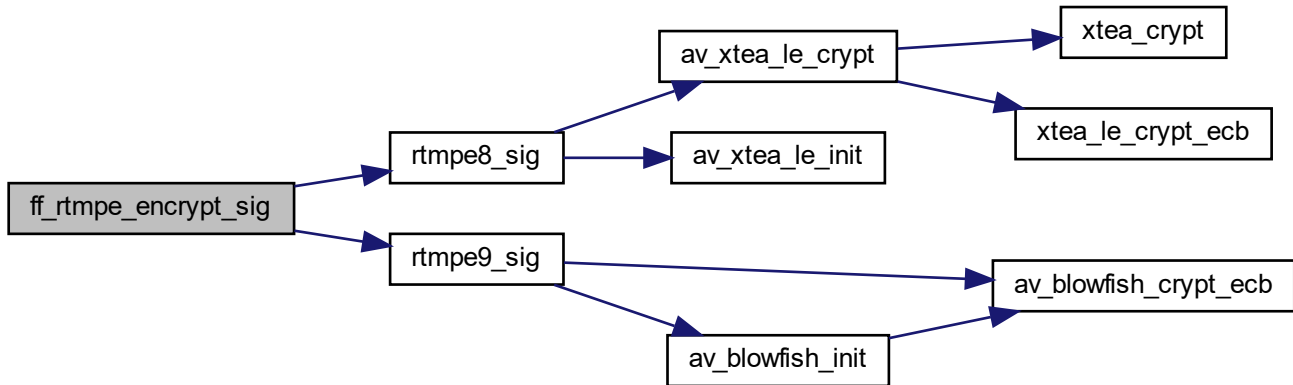 xtea_crypt
av_xtea_le_crypt
xtea_le_crypt_ecb
rtmpe8_sig
av_xtea_le_init
ff_rtmpe_encrypt_sig
rtmpe9_sig
av_blowfish_crypt_ecb
av_blowfish_init